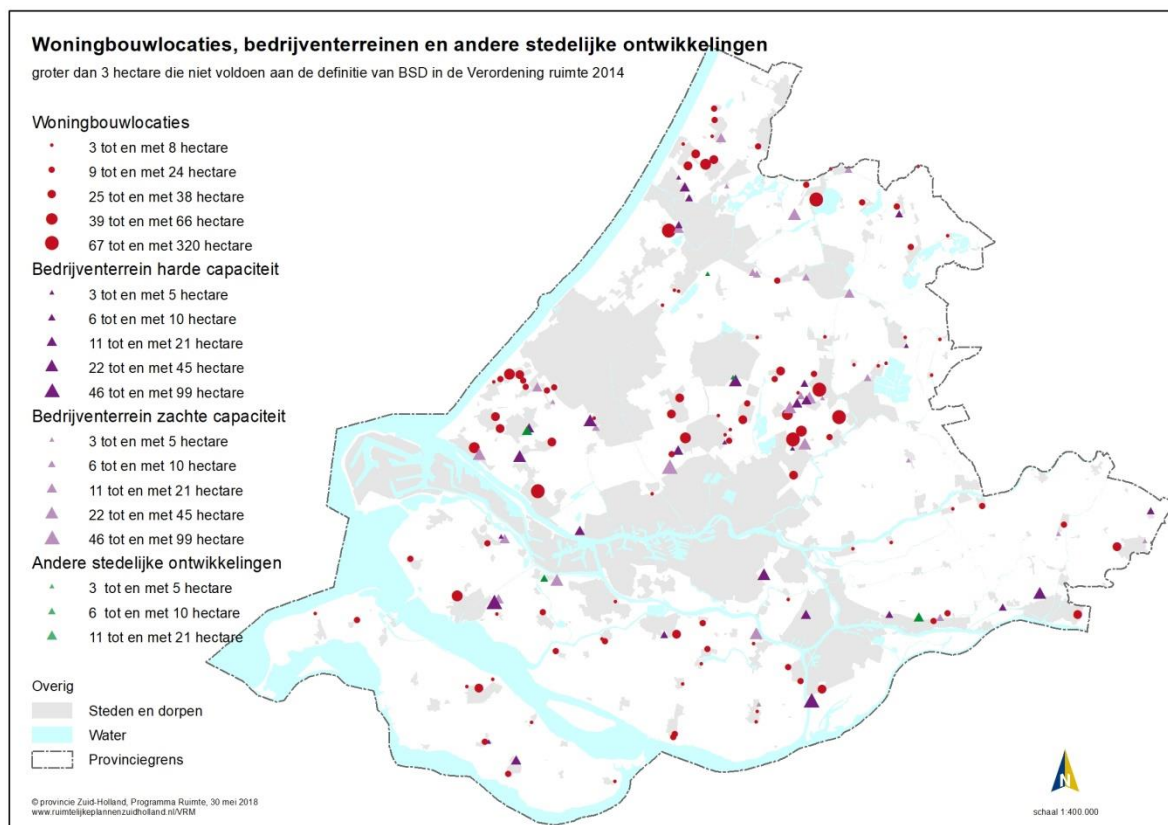 Woningbouwlocaties, bedrijventerreinen en andere stedelijke ontwikkelingen
groter dan 3 hectare die niet voldoen aan de definitie van BSD in de Verordening ruimte 2014
Woningbouwlocaties
3 tot en met 8 hectare
9 tot en met 24 hectare
25 tot en met 38 hectare
39 tot en met 66 hectare
67 tot en met 320 hectare
Bedrijventerrein harde capaciteit
3 tot en met 5 hectare
6 tot en met 10 hectare
11 tot en met 21 hectare
22 tot en met 45 hectare
46 tot en met 99 hectare
Bedrijventerrein zachte capaciteit
3 tot en met 5 hectare
6 tot en met 10 hectare
11 tot en met 21 hectare
22 tot en met 45 hectare
46 tot en met 99 hectare
Andere stedelijke ontwikkelingen
3 tot en met 5 hectare
6 tot en met 10 hectare
11 tot en met 21 hectare
Overig
Steden en dorpen
Water
Provinciegrens
© provincie Zuid-Holland, Programma Ruimte, 30 mei 2018
www.ruimtelijkeplannenzuidholland.nl/VRM
N
schaal 1:400.000